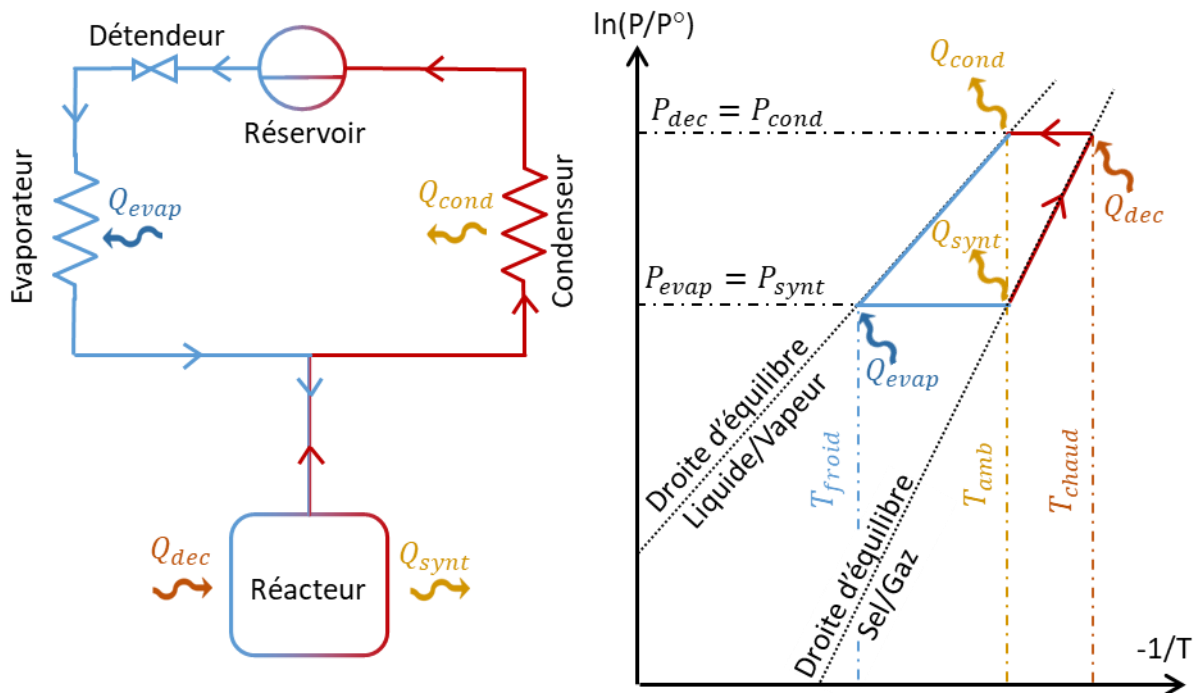 Détendeur
Réservoir
Evaporateur
Q_evap
Q_cond
Condenseur
Q_dec
Réacteur
Q_synt
ln(P/P°)
Q_cond
P_dec = P_cond
Q_dec
Q_synt
P_evap = P_synt
Q_evap
Droite d'équilibre
Liquide/Vapeur
Droite d'équilibre
Sel/Gaz
T_froid
T_amb
T_chaud
-1/T